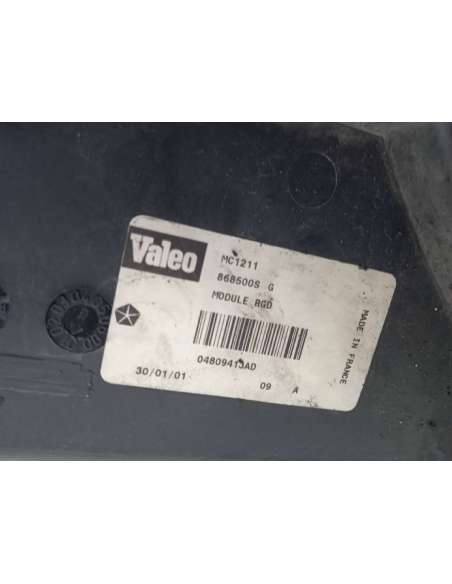 Valeo
MC1211
868500S G
MODULE RGD
04809413AD
30/01/01
09 A
MADE IN FRANCE